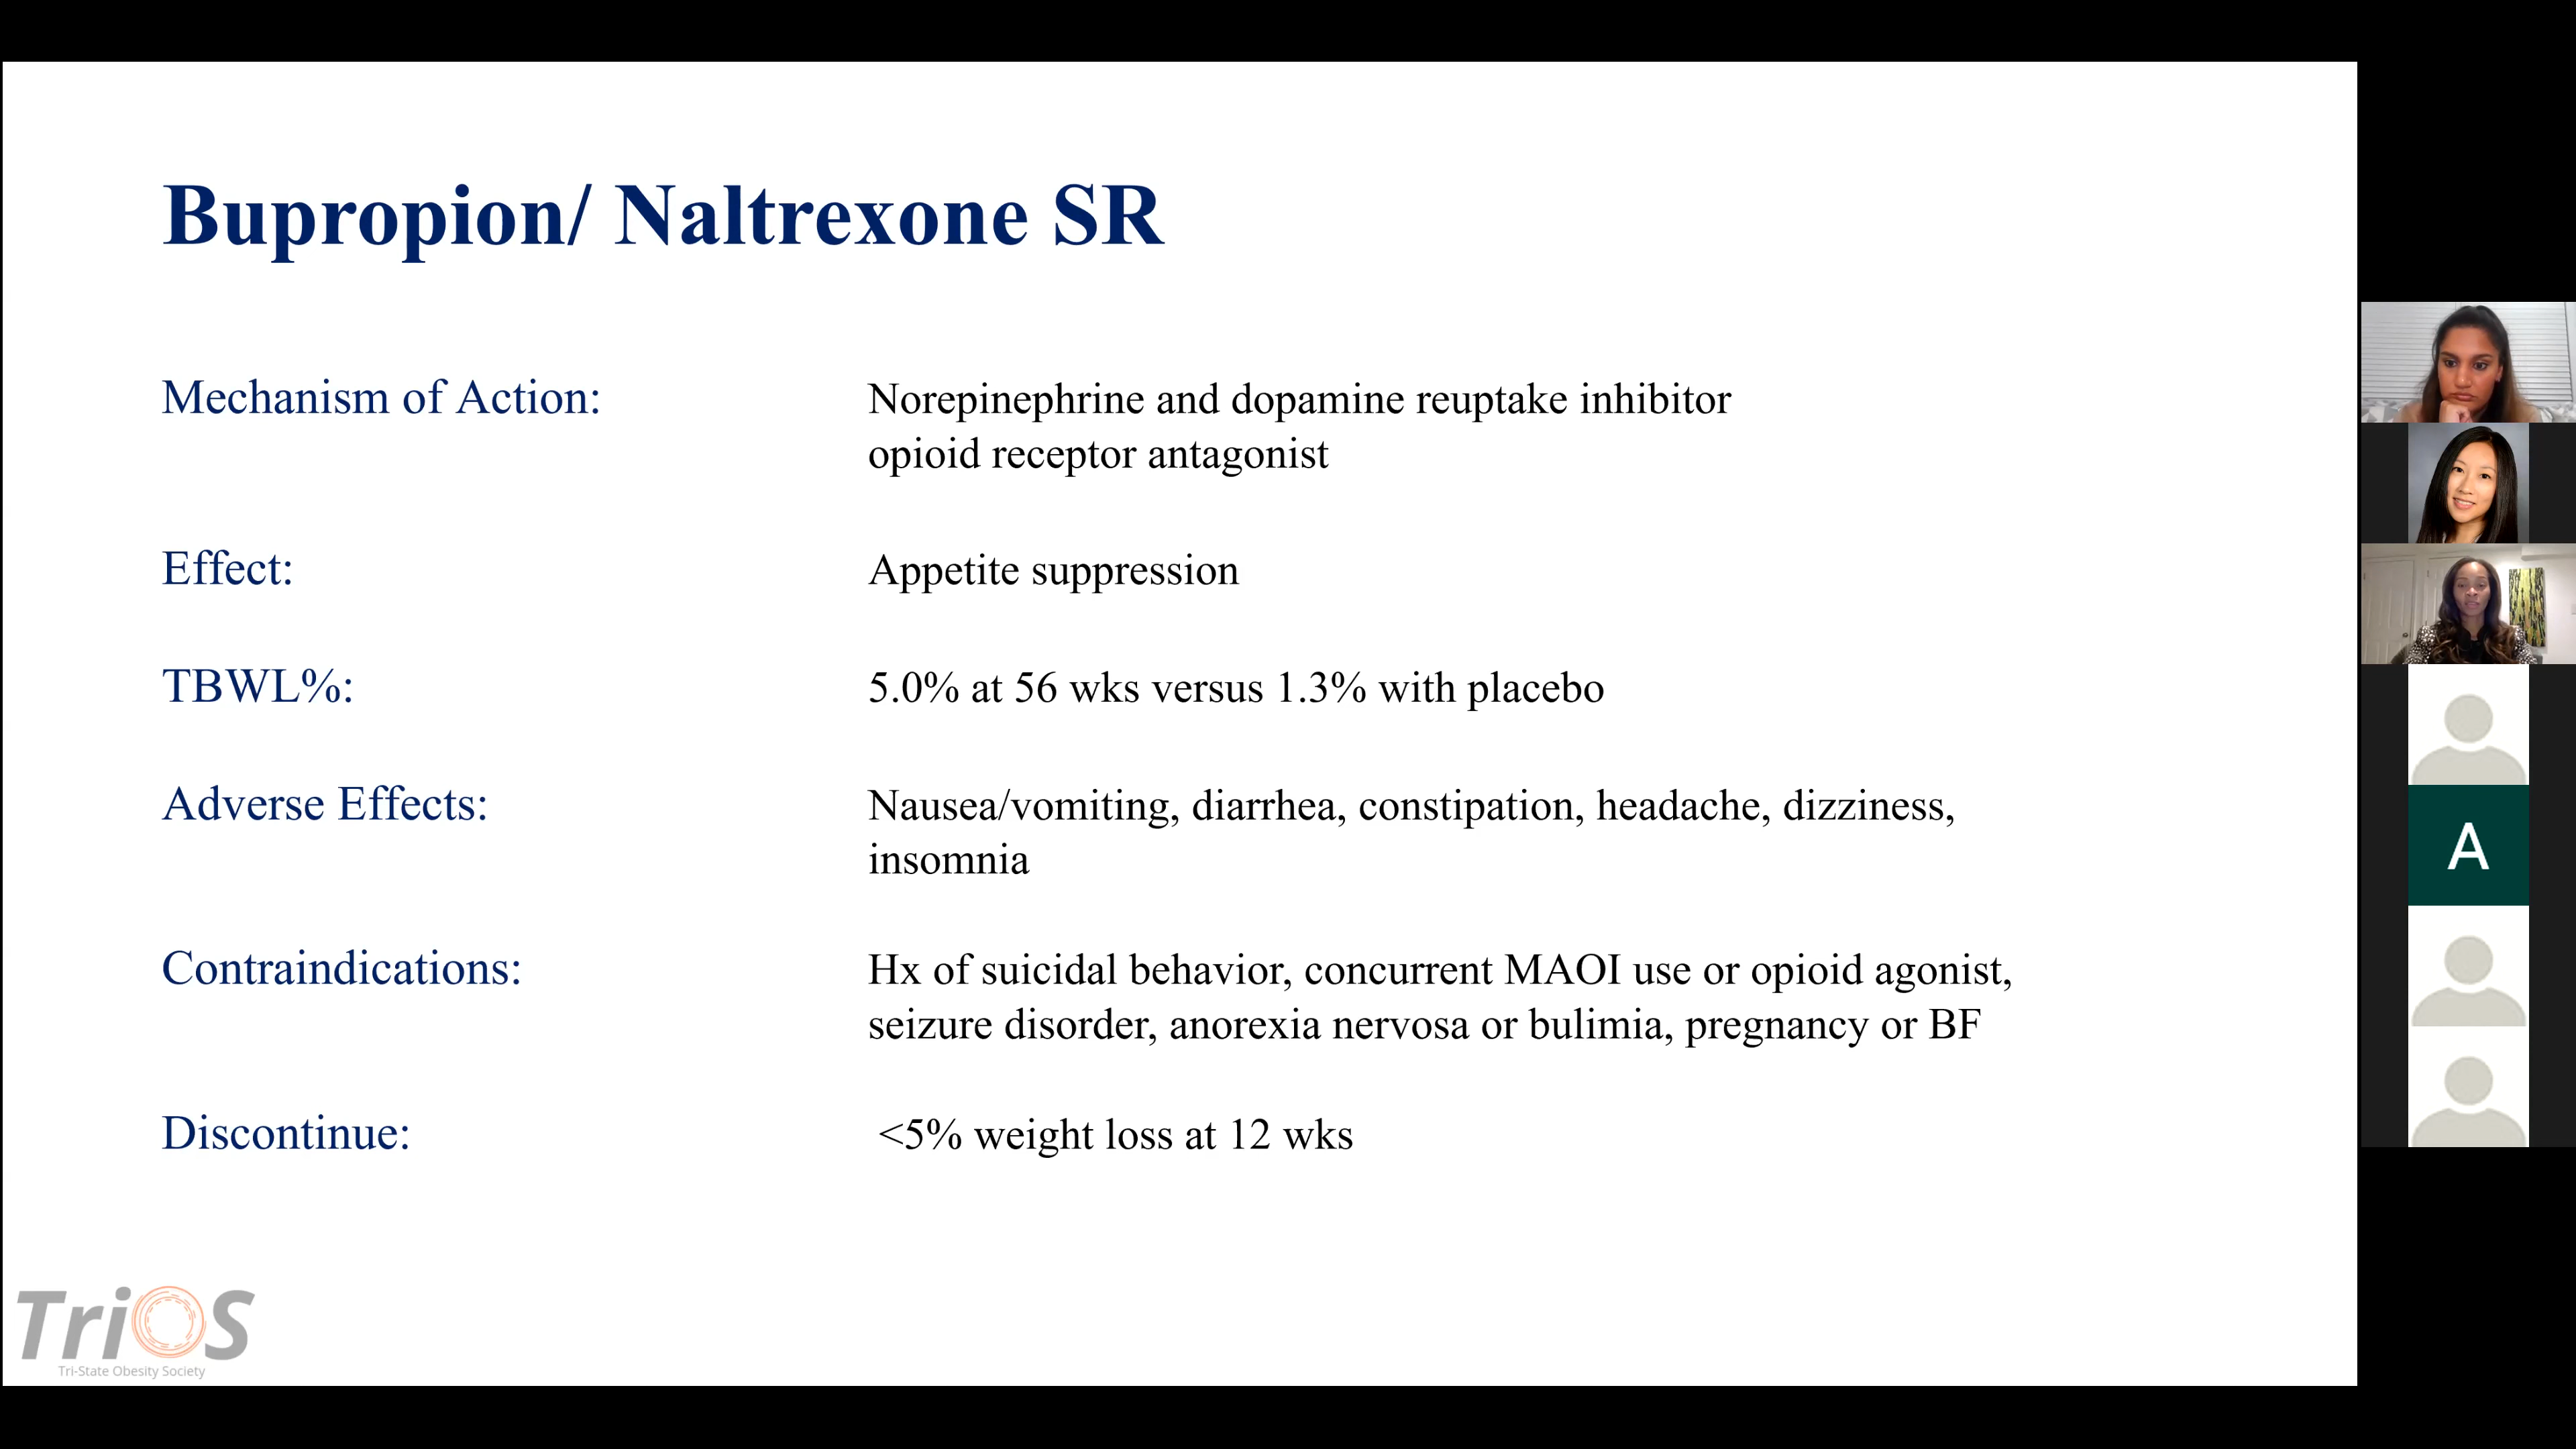 Bupropion/ Naltrexone SR
Mechanism of Action:
Norepinephrine and dopamine reuptake inhibitor
opioid receptor antagonist
Effect:
Appetite suppression
TBWL%:
5.0% at 56 wks versus 1.3% with placebo
Adverse Effects:
Nausea/vomiting, diarrhea, constipation, headache, dizziness,
insomnia
Contraindications:
Hx of suicidal behavior, concurrent MAOI use or opioid agonist,
seizure disorder, anorexia nervosa or bulimia, pregnancy or BF
Discontinue:
<5% weight loss at 12 wks
TriOS
Tri-State Obesity Society
A